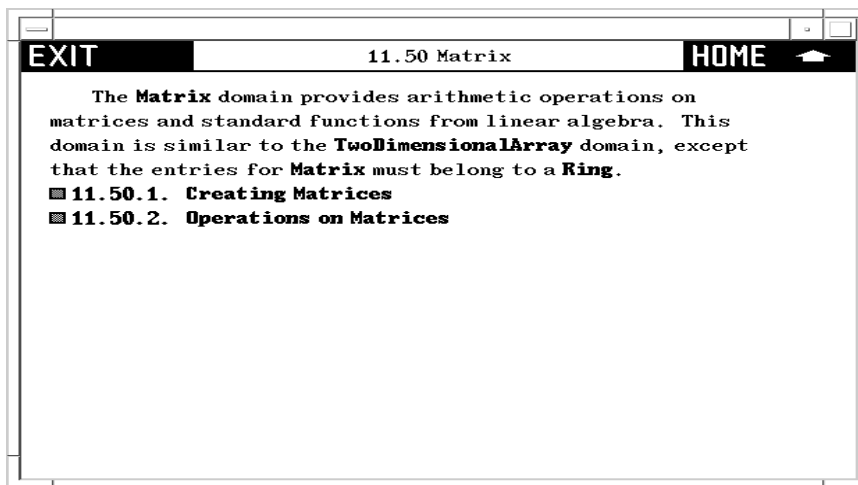 EXIT 11.50 Matrix HOME
The Matrix domain provides arithmetic operations on
matrices and standard functions from linear algebra. This
domain is similar to the TwoDimensionalArray domain, except
that the entries for Matrix must belong to a Ring.
11.50.1. Creating Matrices
11.50.2. Operations on Matrices